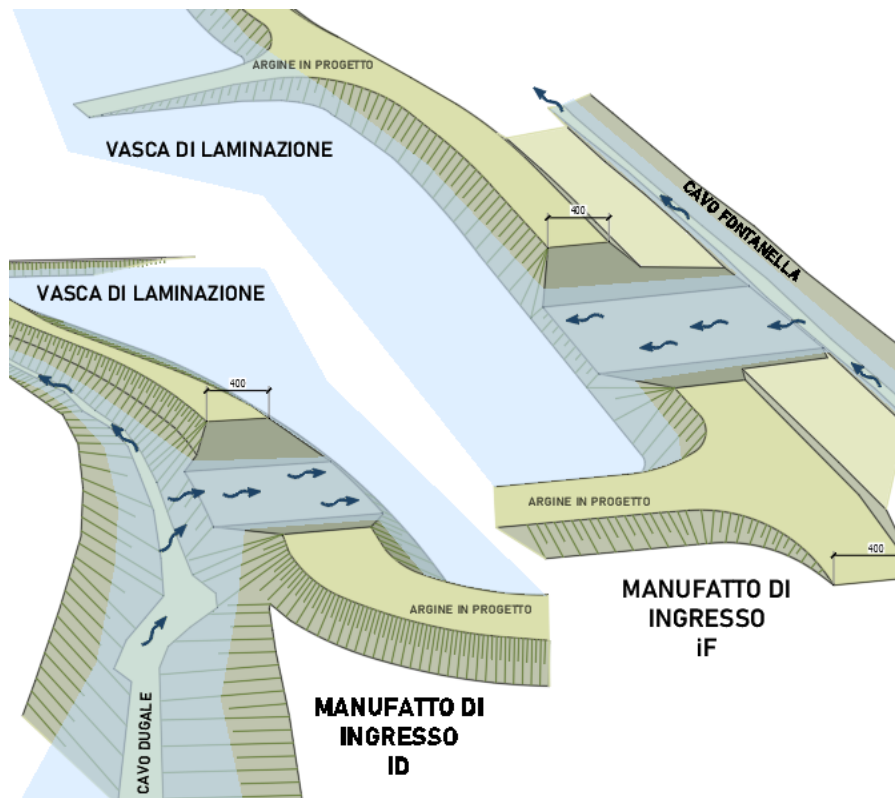 ARGINE IN PROGETTO
VASCA DI LAMINAZIONE
CAVO FONTANELLA
400
VASCA DI LAMINAZIONE
400
ARGINE IN PROGETTO
400
ARGINE IN PROGETTO
MANUFATTO DI
INGRESSO
iF
CAVO DUGALE
MANUFATTO DI
INGRESSO
ID